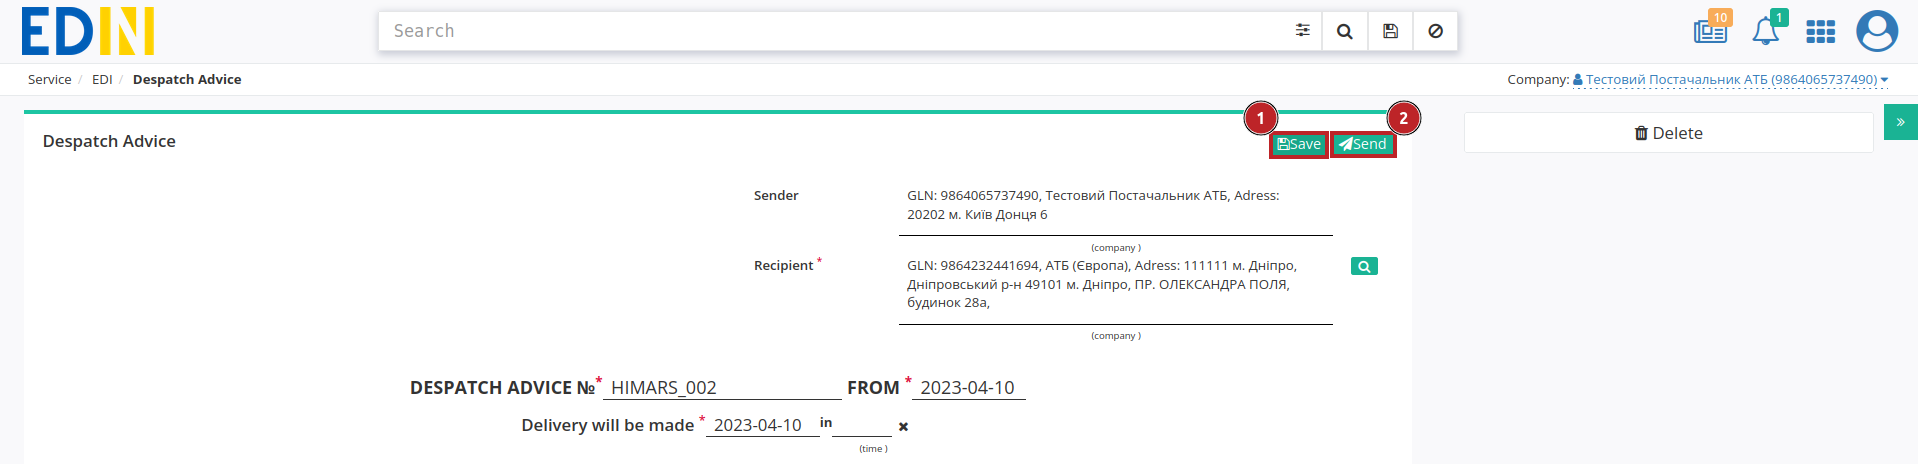 EDIN
Search
10
1
Service / EDI / Despatch Advice
Company: Тестовий Постачальник АТБ (9864065737490)
1
2
»
Despatch Advice
Save
Send
Delete
Sender
GLN: 9864065737490, Тестовий Постачальник АТБ, Adress:
20202 м. Київ Донця 6
(company )
Recipient *
GLN: 9864232441694, АТБ (Європа), Adress: 111111 м. Дніпро,
Дніпровський р-н 49101 м. Дніпро, ПР. ОЛЕКСАНДРА ПОЛЯ,
будинок 28а,
(company )
DESPATCH ADVICE №* HIMARS_002 FROM * 2023-04-10
Delivery will be made * 2023-04-10 in
(time )